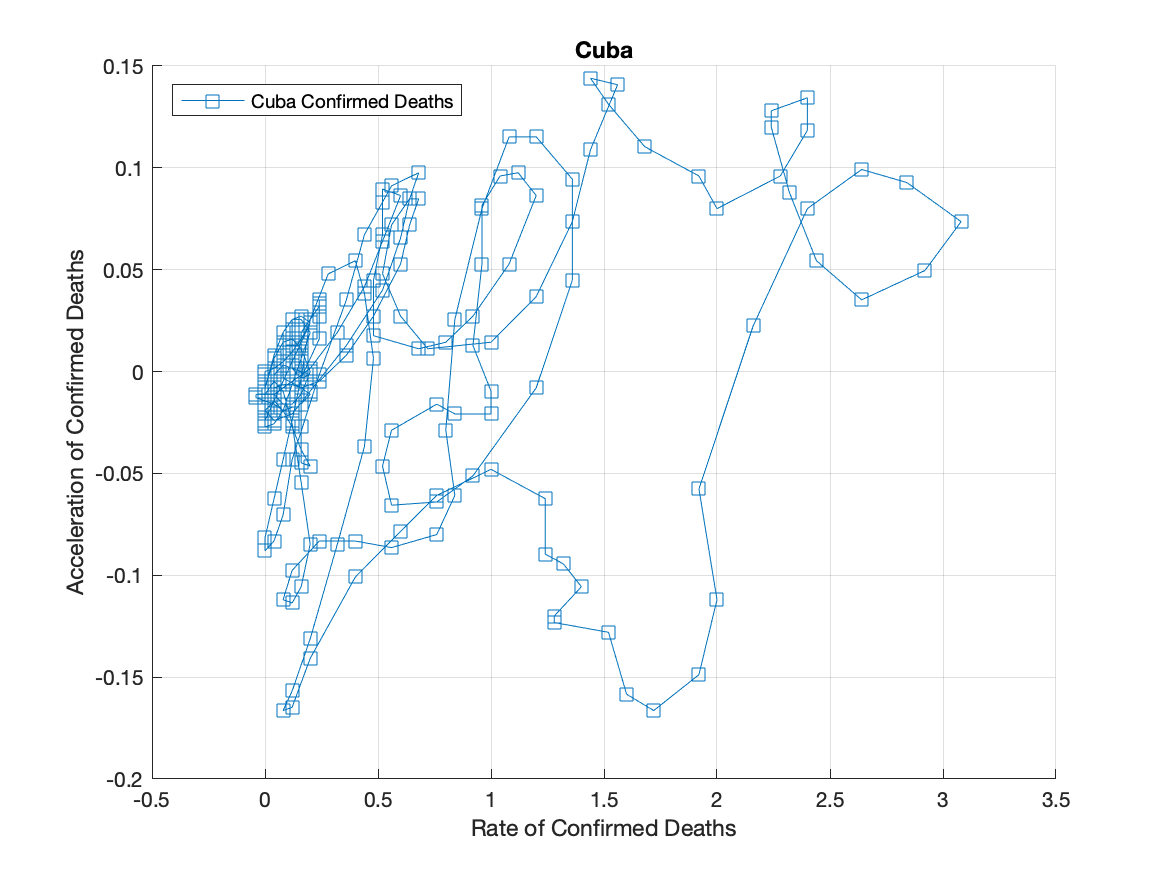 Cuba
0.15
Cuba Confirmed Deaths
0.1
0.05
0
-0.05
-0.1
-0.15
-0.2
Acceleration of Confirmed Deaths
-0.5 0 0.5 1 1.5 2 2.5 3 3.5
Rate of Confirmed Deaths